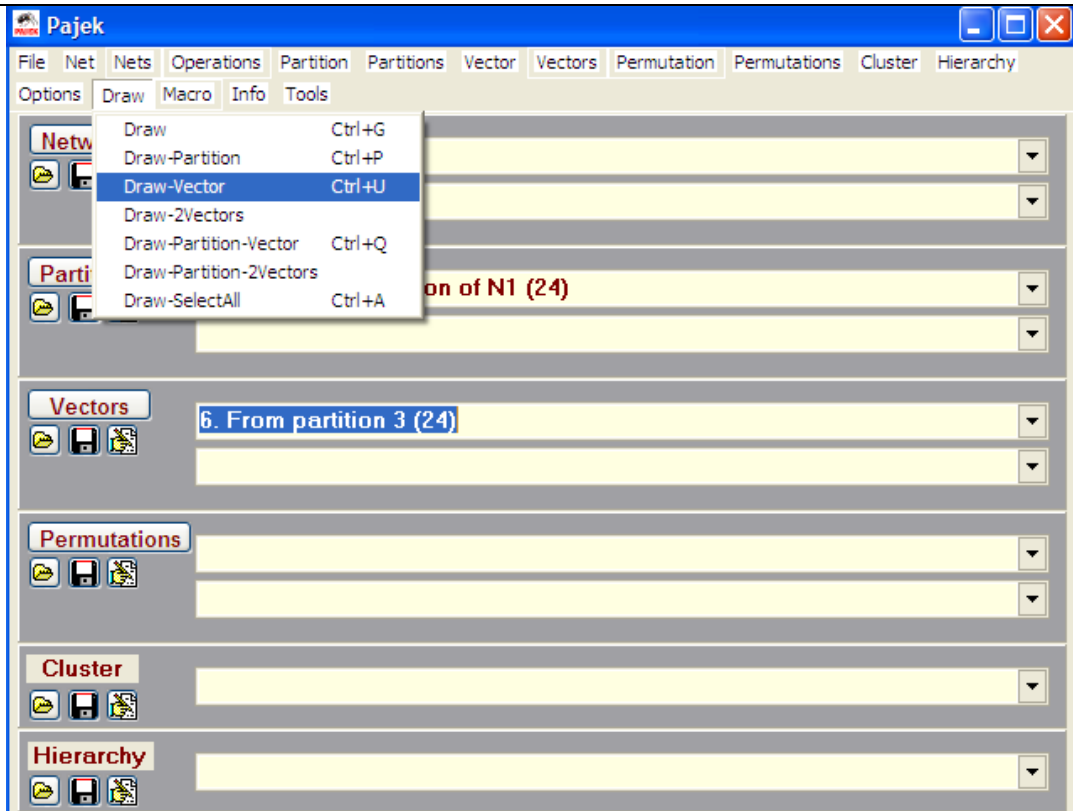 Pajek
File Net Nets Operations Partition Partitions Vector Vectors Permutation Permutations Cluster Hierarchy
Options Draw Macro Info Tools
Draw Ctrl+G
Draw-Partition Ctrl+P
Draw-Vector Ctrl+U
Draw-2Vectors
Draw-Partition-Vector Ctrl+Q
Draw-Partition-2Vectors
Draw-SelectAll Ctrl+A
Netw
Parti
on of N1 (24)
Vectors
6. From partition 3 (24)
Permutations
Cluster
Hierarchy